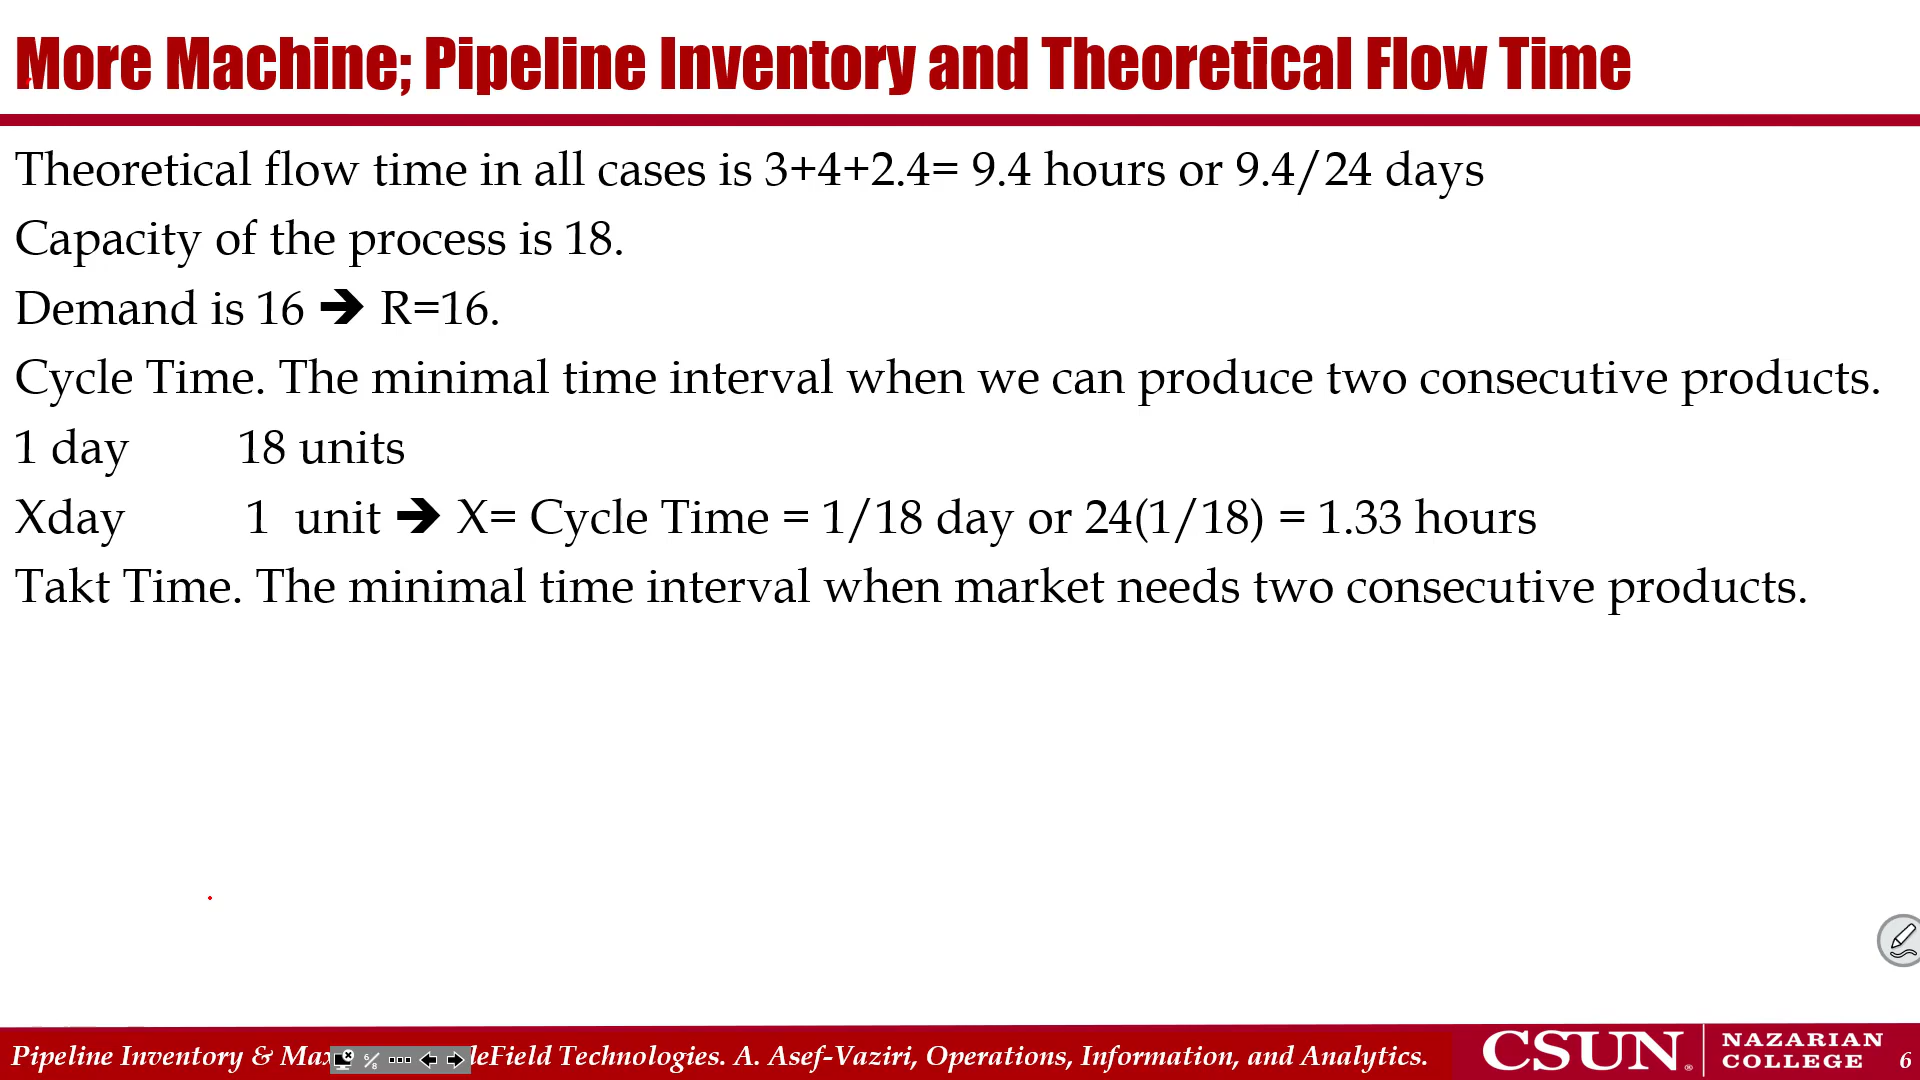 More Machine; Pipeline Inventory and Theoretical Flow Time
Theoretical flow time in all cases is 3+4+2.4= 9.4 hours or 9.4/24 days
Capacity of the process is 18.
Demand is 16 ➔ R=16.
Cycle Time. The minimal time interval when we can produce two consecutive products.
1 day 18 units
Xday 1 unit ➔ X= Cycle Time = 1/18 day or 24(1/18) = 1.33 hours
Takt Time. The minimal time interval when market needs two consecutive products.
Pipeline Inventory & Max 6/8 leField Technologies. A. Asef-Vaziri, Operations, Information, and Analytics.
CSUN® NAZARIAN COLLEGE 6